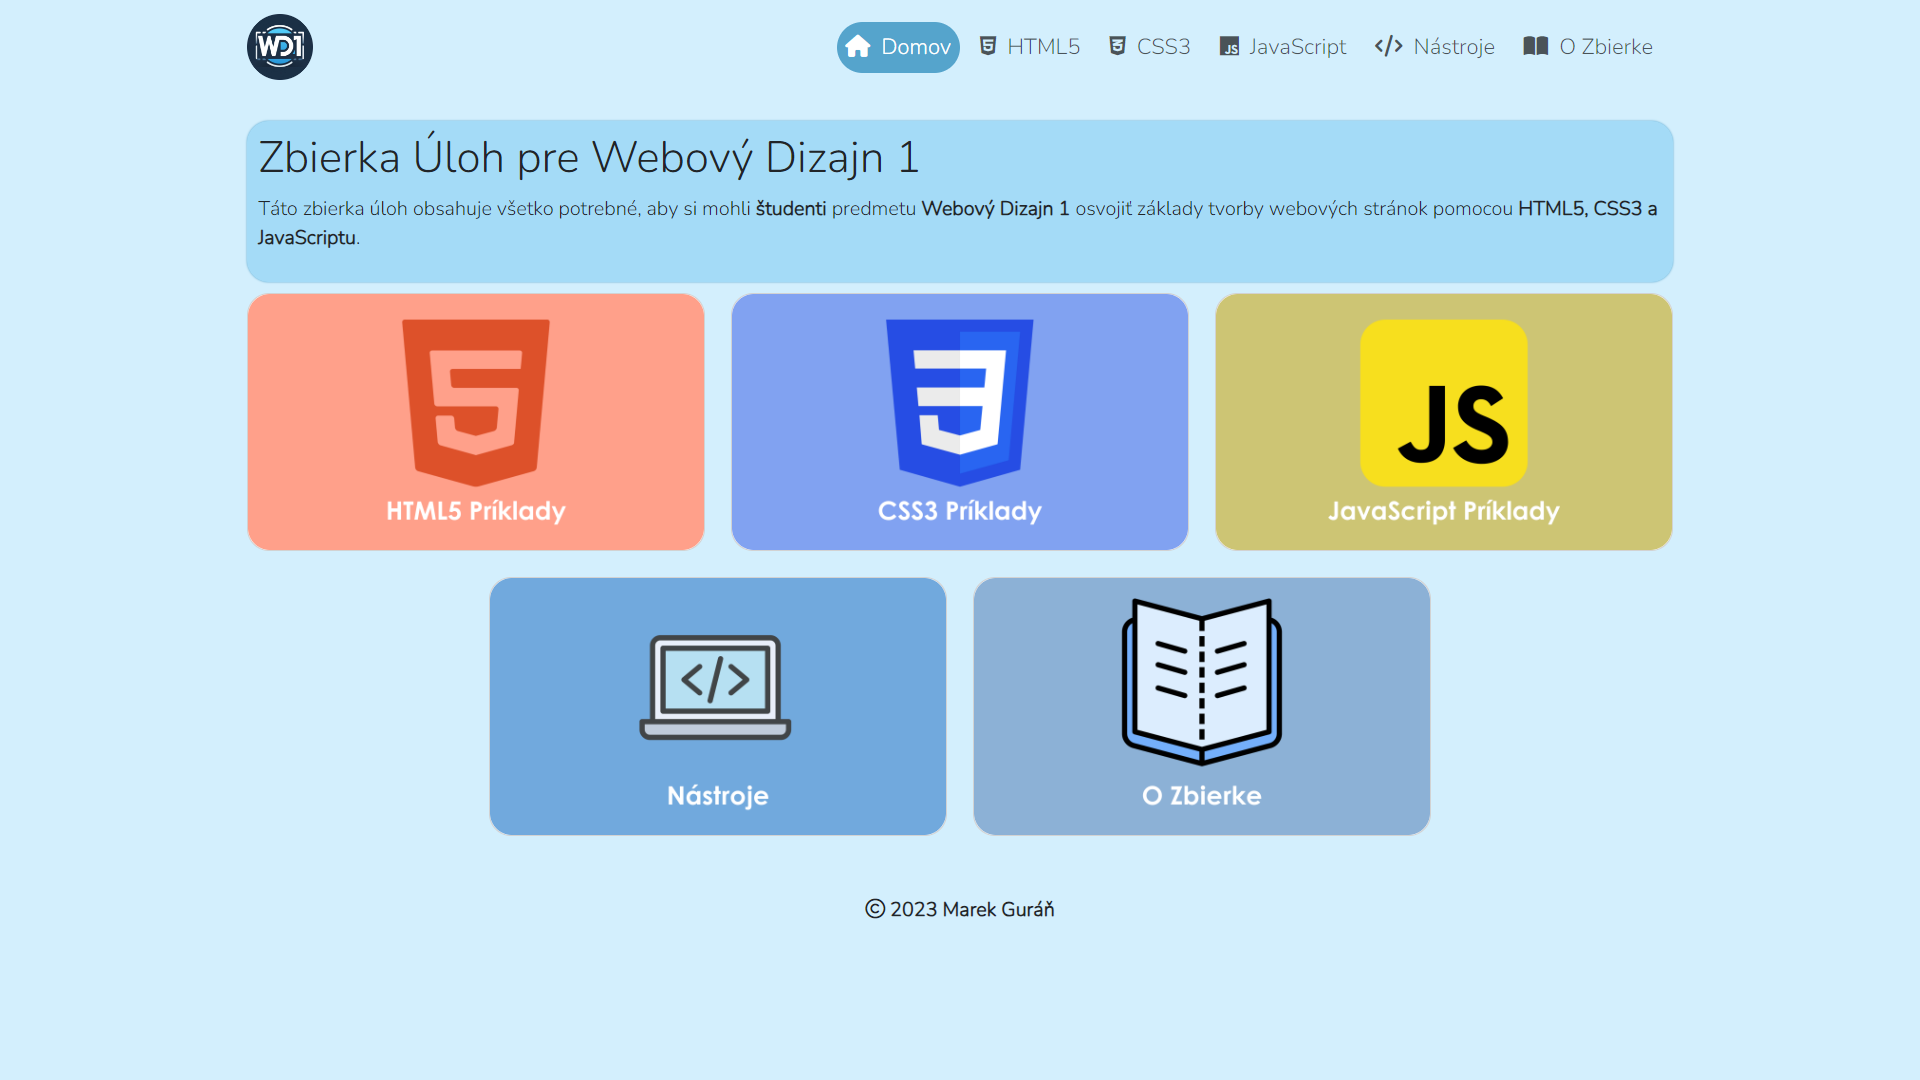 WD1
Domov HTML5 CSS3 JS JavaScript </> Nástroje O Zbierke
Zbierka Úloh pre Webový Dizajn 1
Táto zbierka úloh obsahuje všetko potrebné, aby si mohli študenti predmetu Webový Dizajn 1 osvojiť základy tvorby webových stránok pomocou HTML5, CSS3 a
JavaScriptu.
JS
HTML5 Príklady
CSS3 Príklady
JavaScript Príklady
</>
Nástroje
O Zbierke
© 2023 Marek Guráň